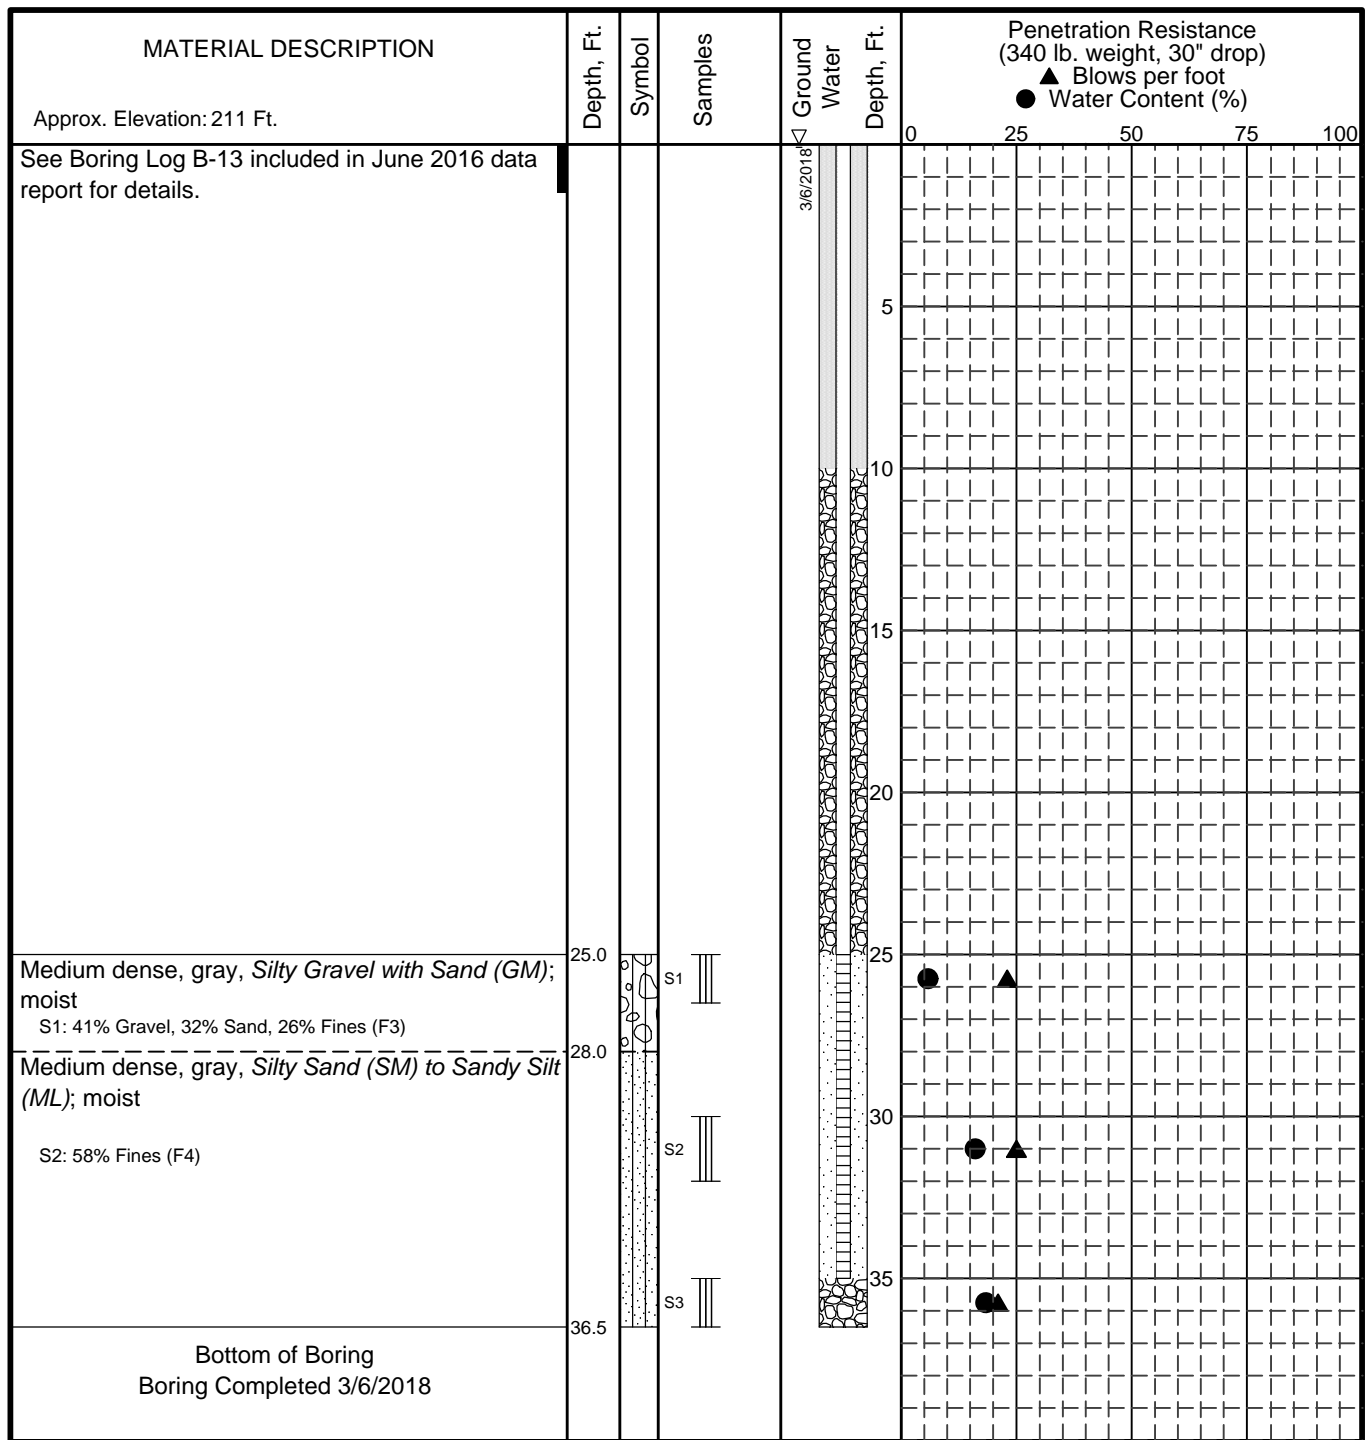 MATERIAL DESCRIPTION
Approx. Elevation: 211 Ft.
Depth, Ft.
Symbol
Samples
Ground
Water
Depth, Ft.
Penetration Resistance
(340 lb. weight, 30" drop)
▲ Blows per foot
● Water Content (%)
0 25 50 75 100
See Boring Log B-13 included in June 2016 data
report for details.
3/6/2018
5
10
15
20
25.0
25
Medium dense, gray, Silty Gravel with Sand (GM);
moist
S1: 41% Gravel, 32% Sand, 26% Fines (F3)
S1
28.0
Medium dense, gray, Silty Sand (SM) to Sandy Silt
(ML); moist
30
S2: 58% Fines (F4)
S2
35
S3
36.5
Bottom of Boring
Boring Completed 3/6/2018